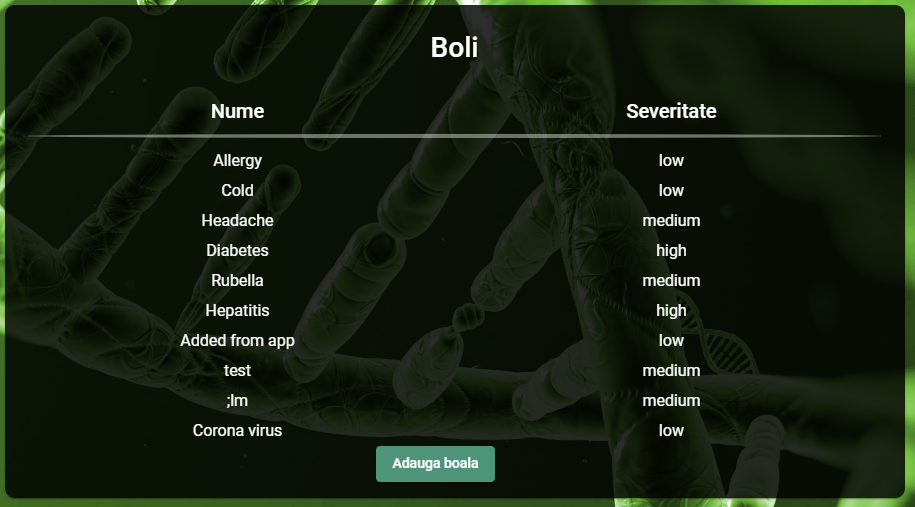 Boli
Nume Severitate
Allergy low
Cold low
Headache medium
Diabetes high
Rubella medium
Hepatitis high
Added from app low
test medium
;lm medium
Corona virus low
Adauga boala